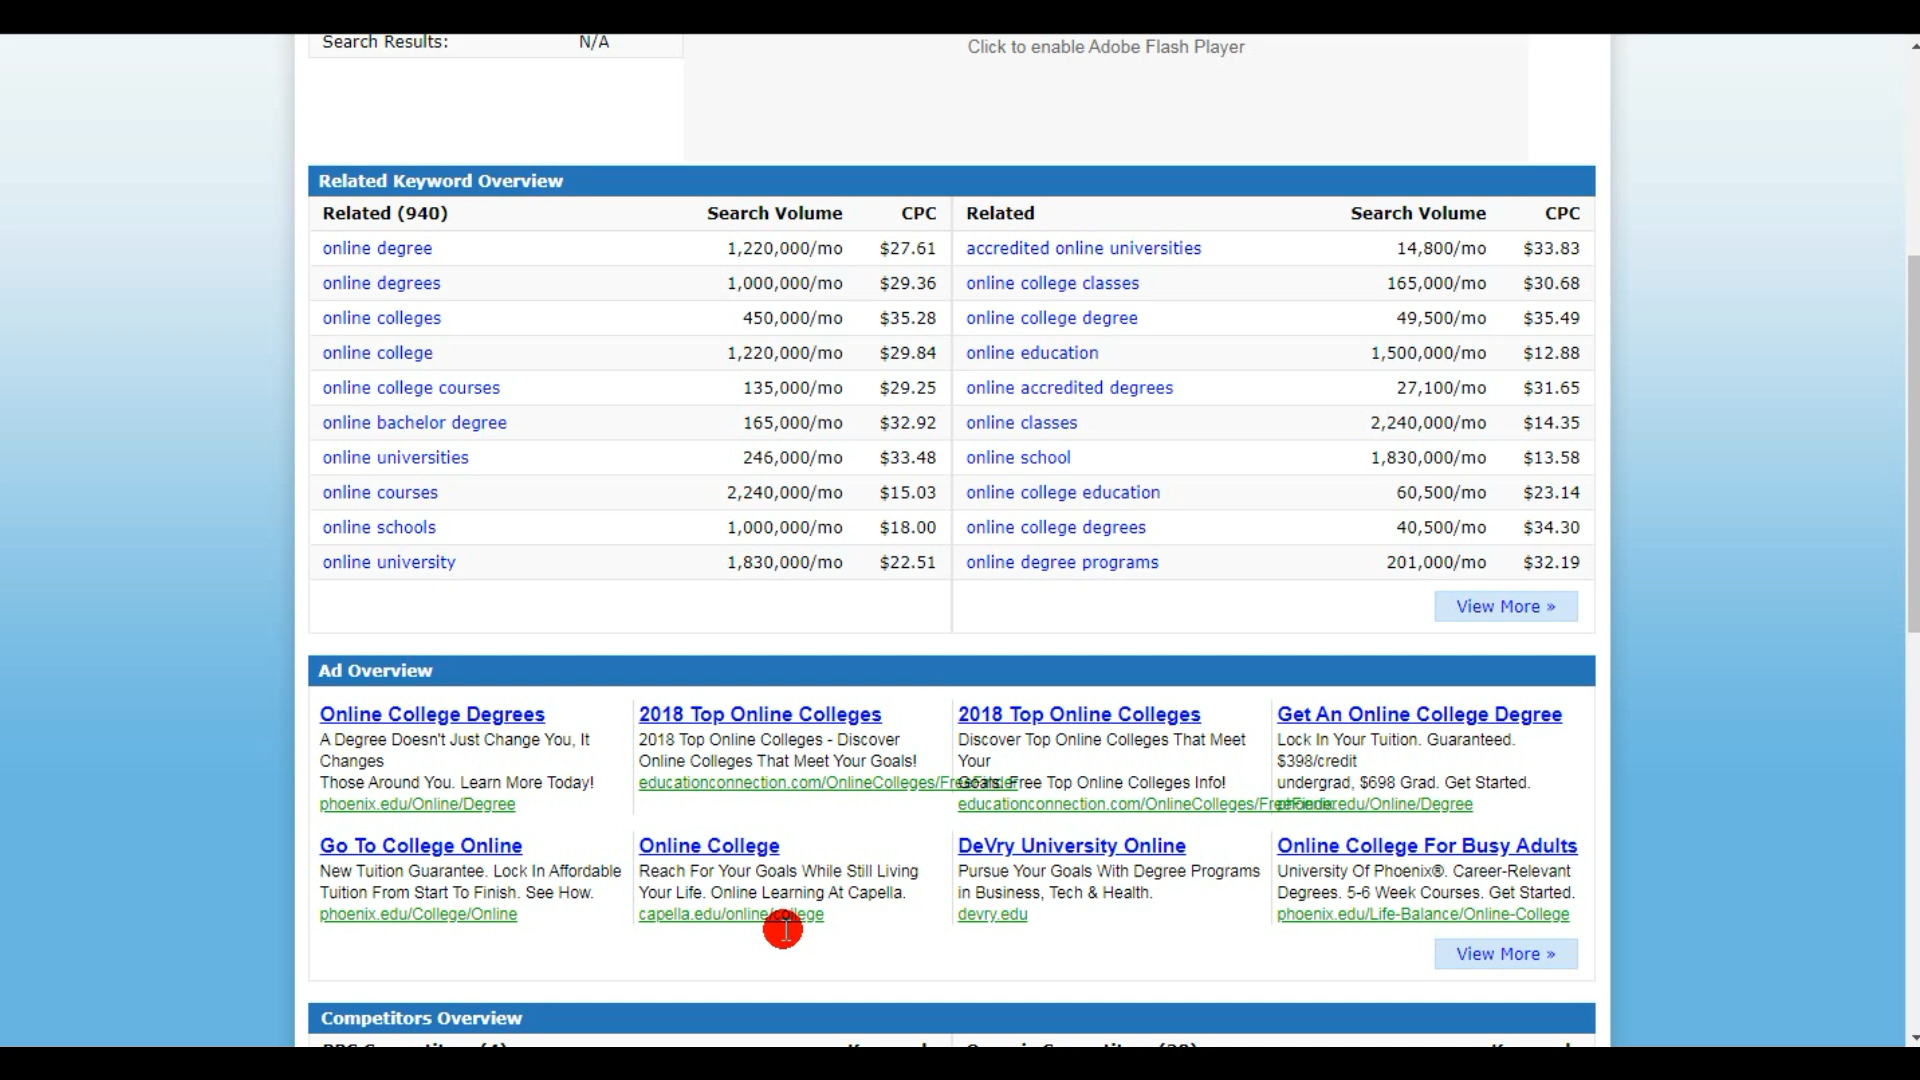 Search Results: N/A
Click to enable Adobe Flash Player
Related Keyword Overview
Related (940) Search Volume CPC Related Search Volume CPC
online degree 1,220,000/mo $27.61 accredited online universities 14,800/mo $33.83
online degrees 1,000,000/mo $29.36 online college classes 165,000/mo $30.68
online colleges 450,000/mo $35.28 online college degree 49,500/mo $35.49
online college 1,220,000/mo $29.84 online education 1,500,000/mo $12.88
online college courses 135,000/mo $29.25 online accredited degrees 27,100/mo $31.65
online bachelor degree 165,000/mo $32.92 online classes 2,240,000/mo $14.35
online universities 246,000/mo $33.48 online school 1,830,000/mo $13.58
online courses 2,240,000/mo $15.03 online college education 60,500/mo $23.14
online schools 1,000,000/mo $18.00 online college degrees 40,500/mo $34.30
online university 1,830,000/mo $22.51 online degree programs 201,000/mo $32.19
View More »
Ad Overview
Online College Degrees
A Degree Doesn't Just Change You, It
Changes
Those Around You. Learn More Today!
phoenix.edu/Online/Degree
2018 Top Online Colleges
2018 Top Online Colleges - Discover
Online Colleges That Meet Your Goals!
educationconnection.com/OnlineColleges/
2018 Top Online Colleges
Discover Top Online Colleges That Meet
Your
Goals. Free Top Online Colleges Info!
educationconnection.com/OnlineColleges/
Get An Online College Degree
Lock In Your Tuition. Guaranteed.
$398/credit
undergrad, $698 Grad. Get Started.
phoenix.edu/Online/Degree
Go To College Online
New Tuition Guarantee. Lock In Affordable
Tuition From Start To Finish. See How.
phoenix.edu/College/Online
Online College
Reach For Your Goals While Still Living
Your Life. Online Learning At Capella.
capella.edu/online/college
DeVry University Online
Pursue Your Goals With Degree Programs
in Business, Tech & Health.
devry.edu
Online College For Busy Adults
University Of Phoenix®. Career-Relevant
Degrees. 5-6 Week Courses. Get Started.
phoenix.edu/Life-Balance/Online-College
View More »
Competitors Overview